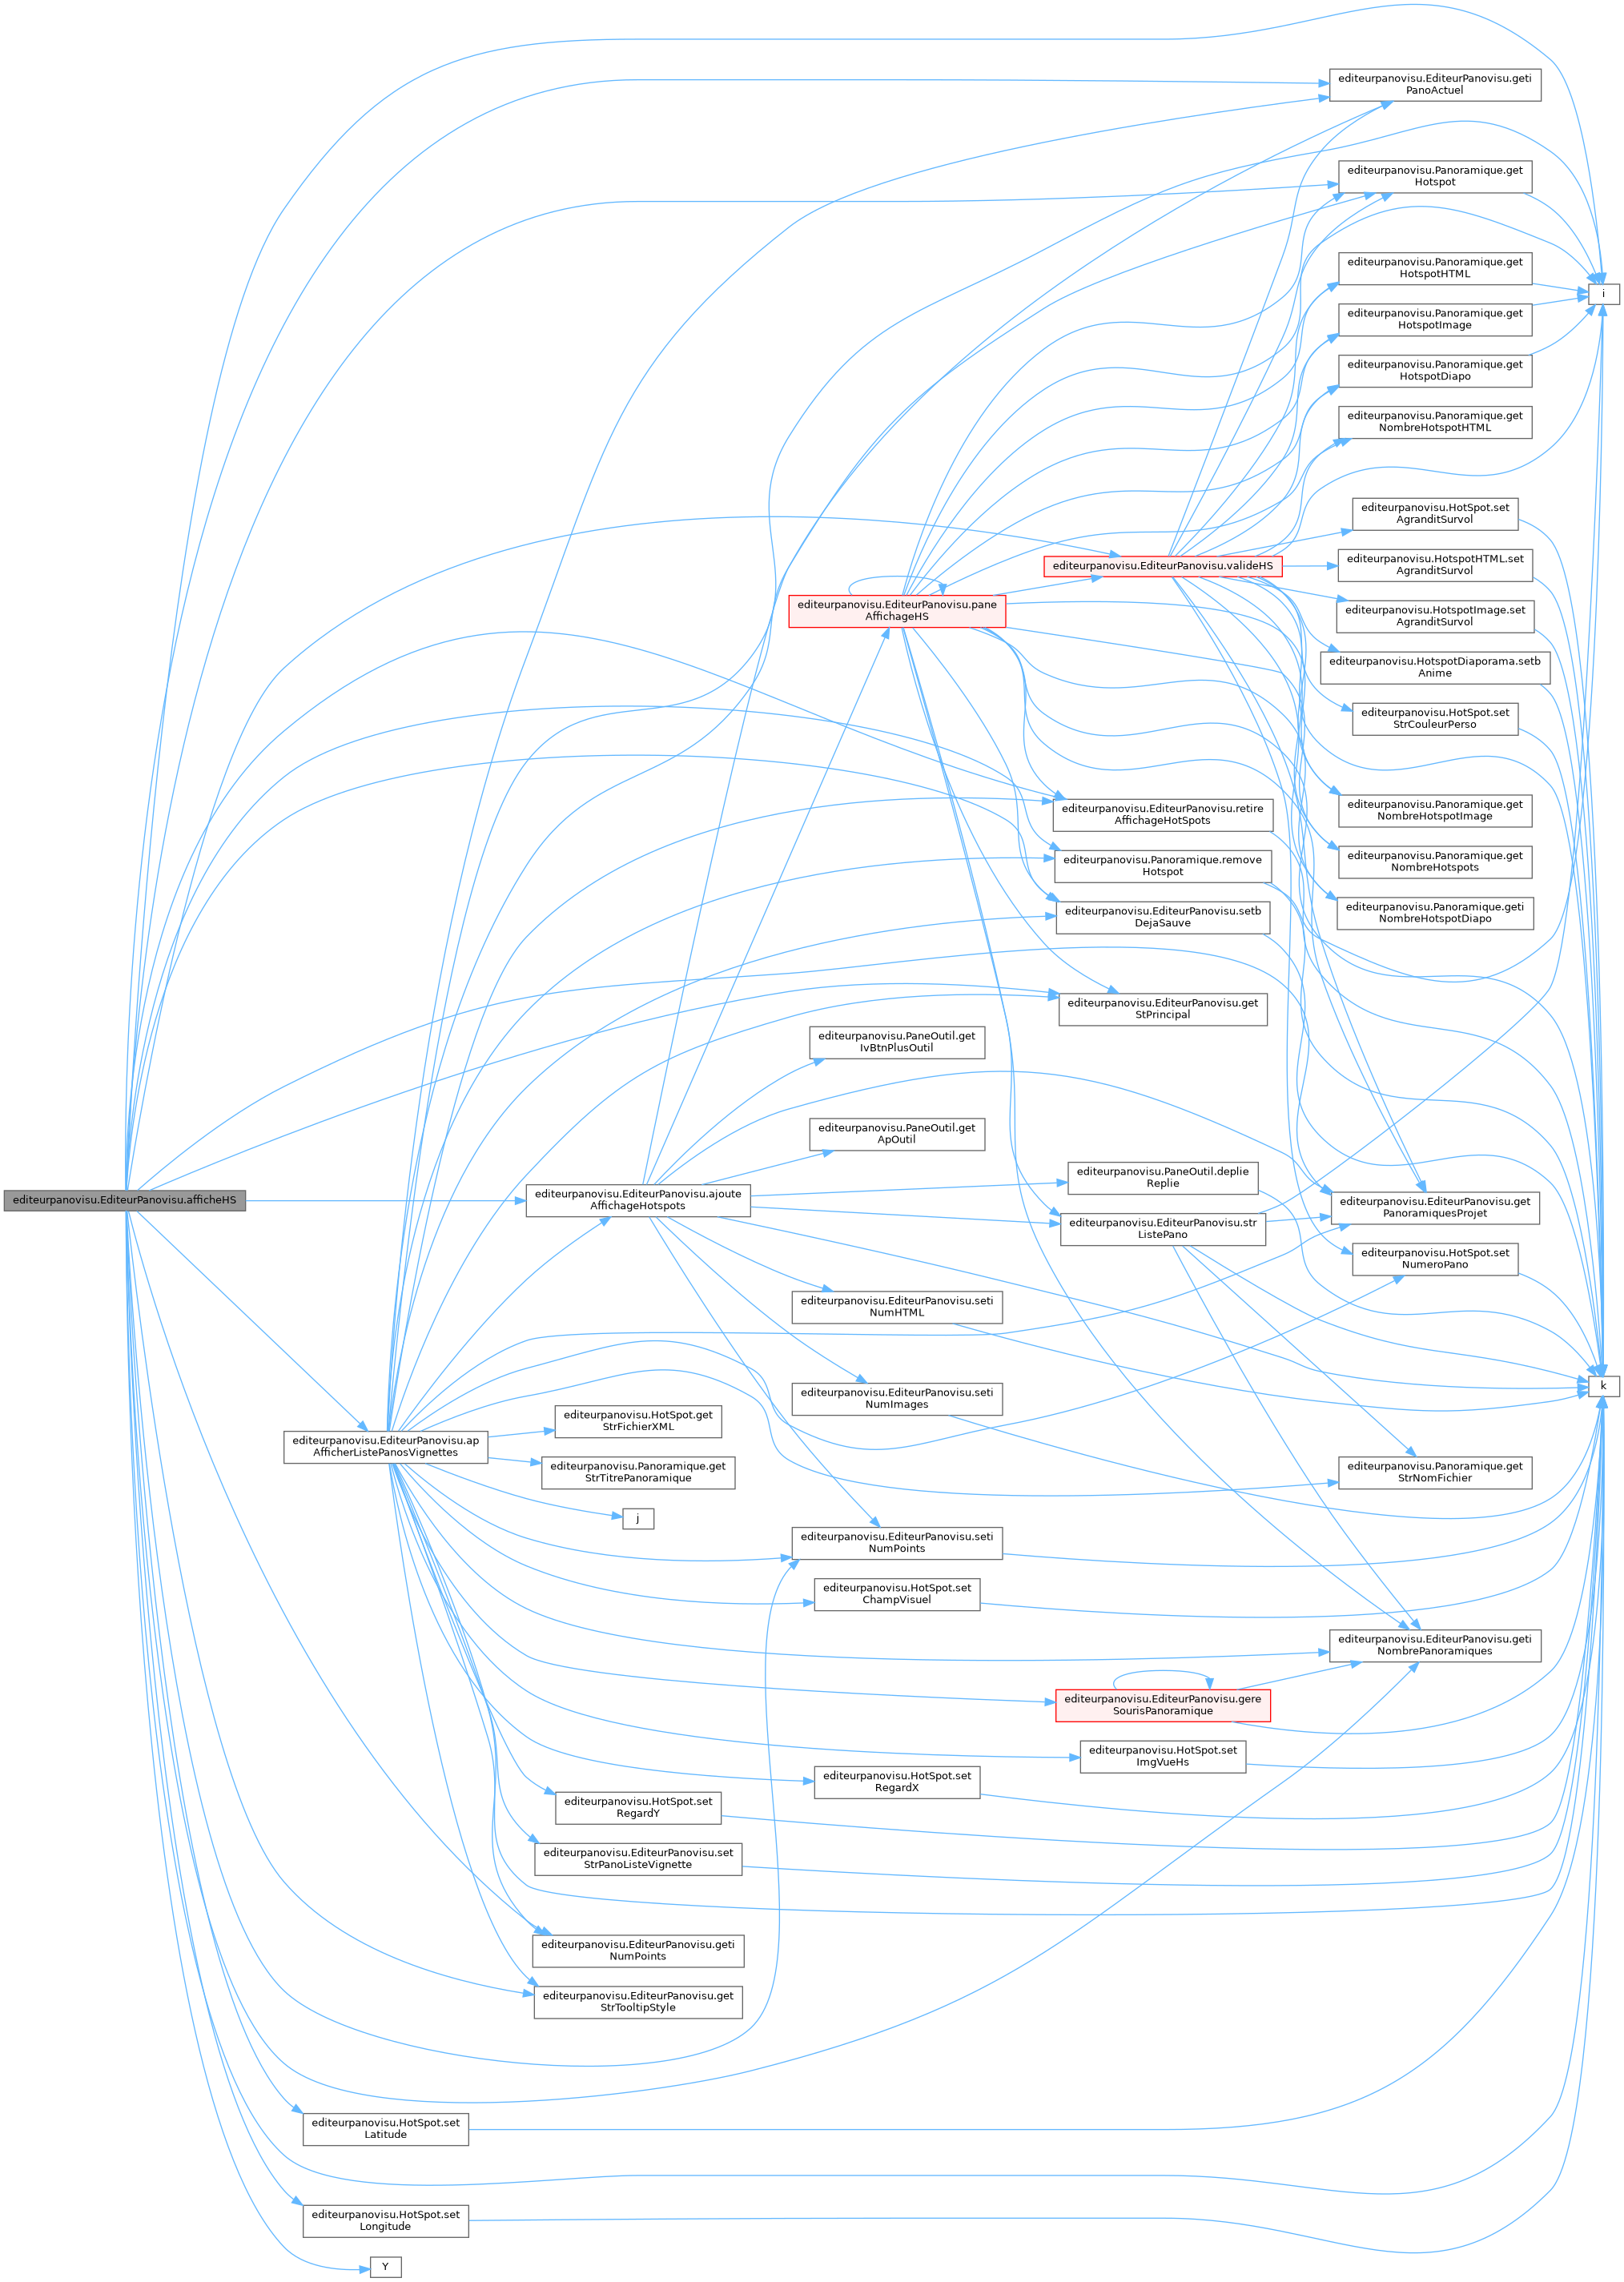 editeurpanovisu.EditeurPanovisu.geti
PanoActuel
editeurpanovisu.Panoramique.get
Hotspot
editeurpanovisu.Panoramique.get
HotspotHTML
i
editeurpanovisu.Panoramique.get
HotspotImage
editeurpanovisu.Panoramique.get
HotspotDiapo
editeurpanovisu.Panoramique.get
NombreHotspotHTML
editeurpanovisu.HotSpot.set
AgranditSurvol
editeurpanovisu.EditeurPanovisu.valideHS
editeurpanovisu.HotspotHTML.set
AgranditSurvol
editeurpanovisu.EditeurPanovisu.pane
AffichageHS
editeurpanovisu.HotspotImage.set
AgranditSurvol
editeurpanovisu.HotspotDiaporama.setb
Anime
editeurpanovisu.HotSpot.set
StrCouleurPerso
editeurpanovisu.EditeurPanovisu.retire
AffichageHotSpots
editeurpanovisu.Panoramique.get
NombreHotspotImage
editeurpanovisu.Panoramique.remove
Hotspot
editeurpanovisu.Panoramique.get
NombreHotspots
editeurpanovisu.EditeurPanovisu.setb
DejaSauve
editeurpanovisu.Panoramique.geti
NombreHotspotDiapo
editeurpanovisu.EditeurPanovisu.get
StPrincipal
editeurpanovisu.PaneOutil.get
IvBtnPlusOutil
editeurpanovisu.PaneOutil.get
ApOutil
editeurpanovisu.PaneOutil.deplie
Replie
editeurpanovisu.EditeurPanovisu.afficheHS
editeurpanovisu.EditeurPanovisu.ajoute
AffichageHotspots
editeurpanovisu.EditeurPanovisu.str
ListePano
editeurpanovisu.EditeurPanovisu.get
PanoramiquesProjet
editeurpanovisu.HotSpot.set
NumeroPano
editeurpanovisu.EditeurPanovisu.seti
NumHTML
k
editeurpanovisu.EditeurPanovisu.seti
NumImages
editeurpanovisu.HotSpot.get
StrFichierXML
editeurpanovisu.EditeurPanovisu.ap
AfficherListePanosVignettes
editeurpanovisu.Panoramique.get
StrTitrePanoramique
editeurpanovisu.Panoramique.get
StrNomFichier
j
editeurpanovisu.EditeurPanovisu.seti
NumPoints
editeurpanovisu.HotSpot.set
ChampVisuel
editeurpanovisu.EditeurPanovisu.geti
NombrePanoramiques
editeurpanovisu.EditeurPanovisu.gere
SourisPanoramique
editeurpanovisu.HotSpot.set
ImgVueHs
editeurpanovisu.HotSpot.set
RegardX
editeurpanovisu.HotSpot.set
RegardY
editeurpanovisu.EditeurPanovisu.set
StrPanoListeVignette
editeurpanovisu.EditeurPanovisu.geti
NumPoints
editeurpanovisu.EditeurPanovisu.get
StrTooltipStyle
editeurpanovisu.HotSpot.set
Latitude
editeurpanovisu.HotSpot.set
Longitude
Y